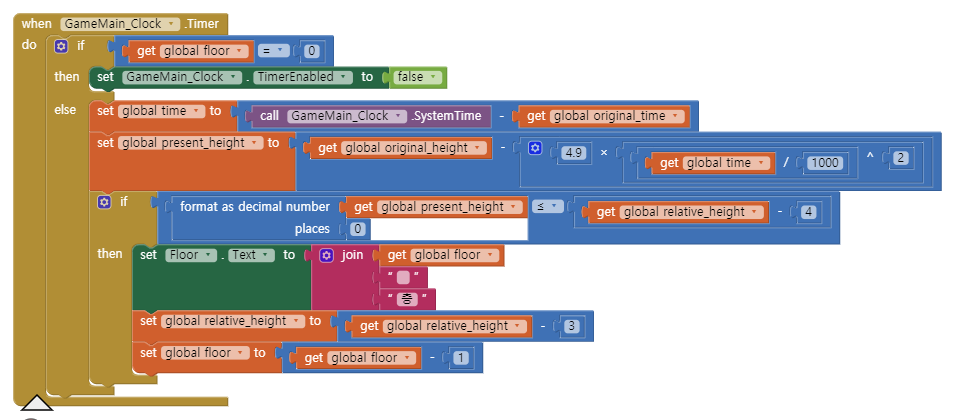 when GameMain_Clock .Timer
do if get global floor = 0
then set GameMain_Clock . TimerEnabled to false
else set global time to call GameMain_Clock .SystemTime - get global original_time
set global present_height to get global original_height - 4.9 × get global time / 1000 ^ 2
if format as decimal number get global present_height ≤ get global relative_height - 4
places 0
then set Floor . Text to join get global floor
" "
" 층 "
set global relative_height to get global relative_height - 3
set global floor to get global floor - 1